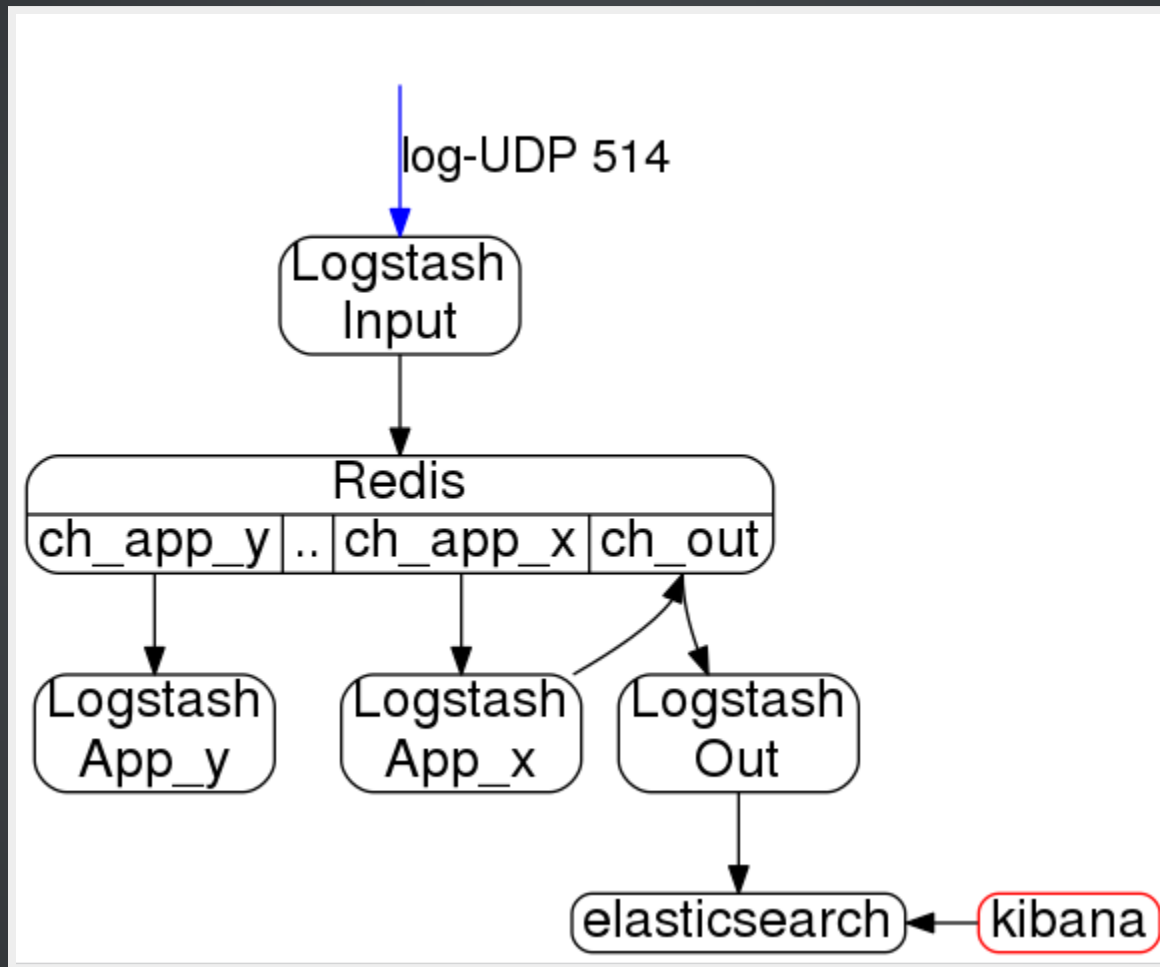 log-UDP 514
Logstash
Input
Redis
ch_app_y
..
ch_app_x
ch_out
Logstash
App_y
Logstash
App_x
Logstash
Out
elasticsearch
kibana